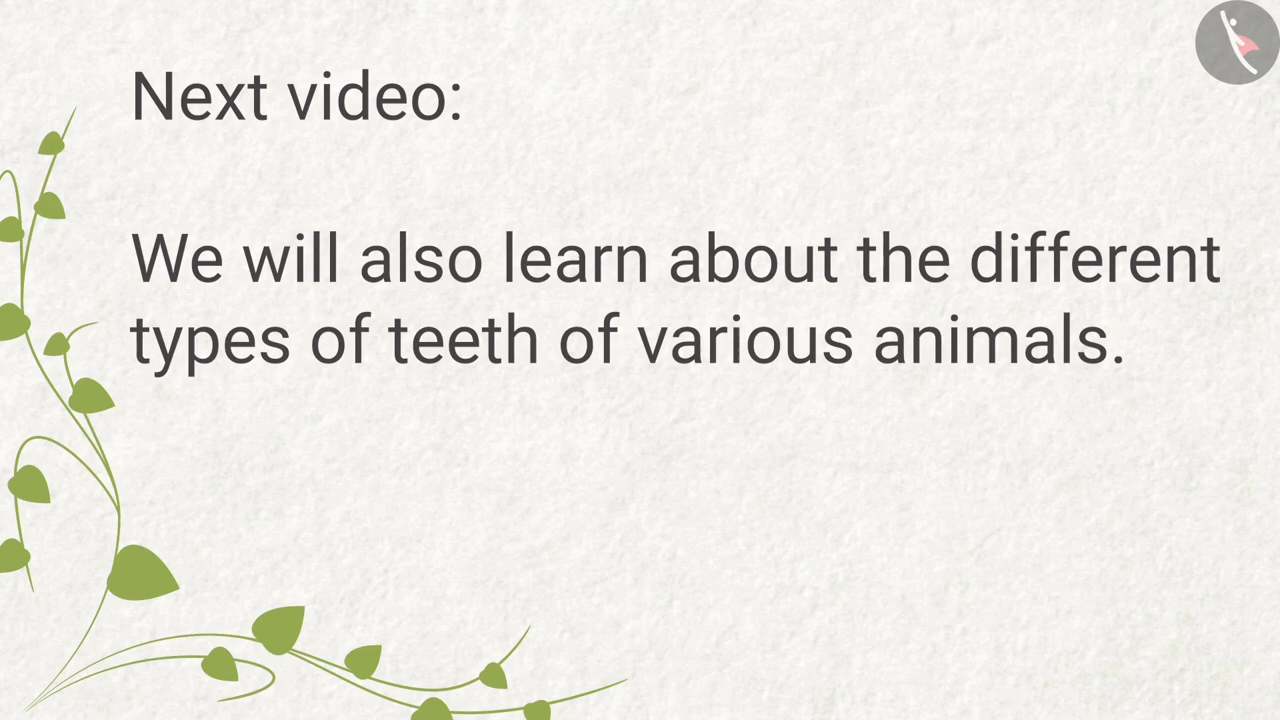 Next video:
We will also learn about the different
types of teeth of various animals.